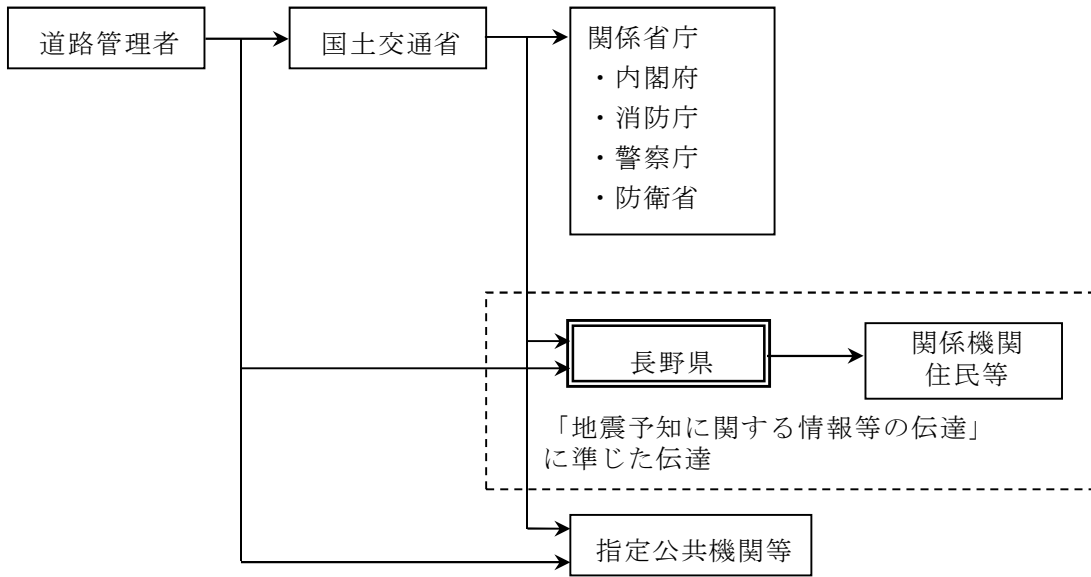 道路管理者
国土交通省
関係省庁
・内閣府
・消防庁
・警察庁
・防衛省
長野県
関係機関
住民等
「地震予知に関する情報等の伝達」
に準じた伝達
指定公共機関等